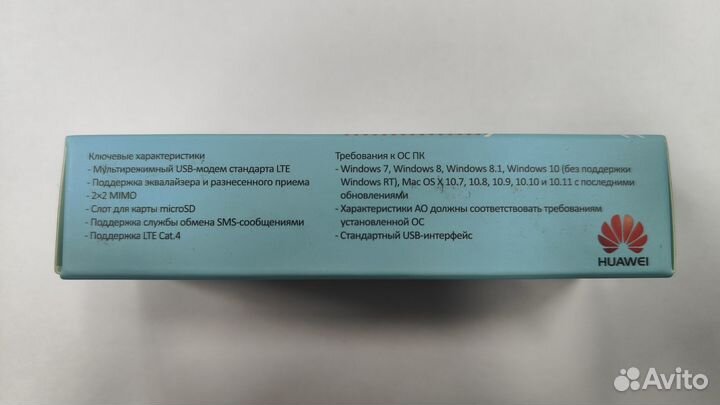 Ключевые характеристики
- Мультирежимный USB-модем стандарта LTE
- Поддержка эквалайзера и разнесенного приема
- 2×2 MIMO
- Слот для карты microSD
- Поддержка службы обмена SMS-сообщениями
- Поддержка LTE Cat.4
Требования к ОС ПК
- Windows 7, Windows 8, Windows 8.1, Windows 10 (без поддержки
Windows RT), Mac OS X 10.7, 10.8, 10.9, 10.10 и 10.11 с последними
обновлениями
- Характеристики АО должны соответствовать требованиям
установленной ОС
- Стандартный USB-интерфейс
HUAWEI
Avito